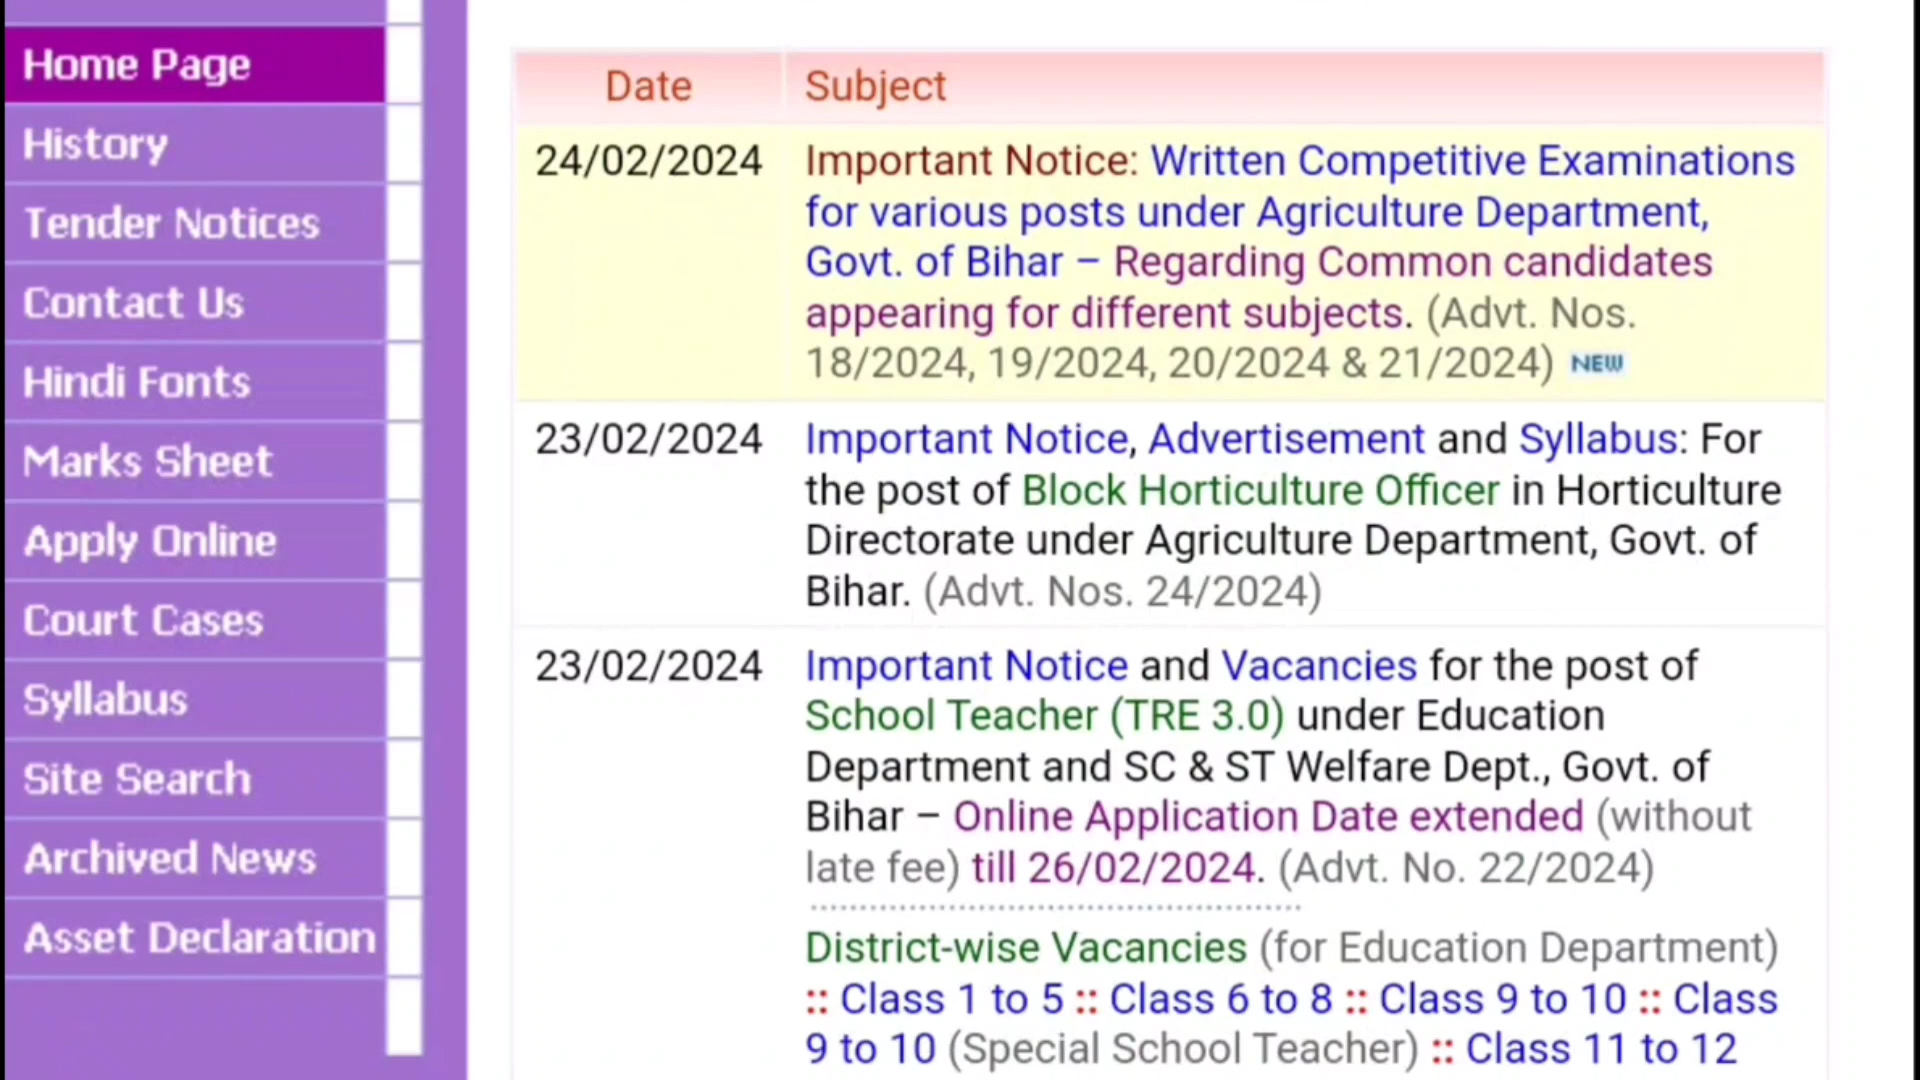 Home Page
History
Tender Notices
Contact Us
Hindi Fonts
Marks Sheet
Apply Online
Court Cases
Syllabus
Site Search
Archived News
Asset Declaration
Date Subject
24/02/2024 Important Notice: Written Competitive Examinations
for various posts under Agriculture Department,
Govt. of Bihar – Regarding Common candidates
appearing for different subjects. (Advt. Nos.
18/2024, 19/2024, 20/2024 & 21/2024) NEW
23/02/2024 Important Notice, Advertisement and Syllabus: For
the post of Block Horticulture Officer in Horticulture
Directorate under Agriculture Department, Govt. of
Bihar. (Advt. Nos. 24/2024)
23/02/2024 Important Notice and Vacancies for the post of
School Teacher (TRE 3.0) under Education
Department and SC & ST Welfare Dept., Govt. of
Bihar – Online Application Date extended (without
late fee) till 26/02/2024. (Advt. No. 22/2024)
District-wise Vacancies (for Education Department)
:: Class 1 to 5 :: Class 6 to 8 :: Class 9 to 10 :: Class
9 to 10 (Special School Teacher) :: Class 11 to 12